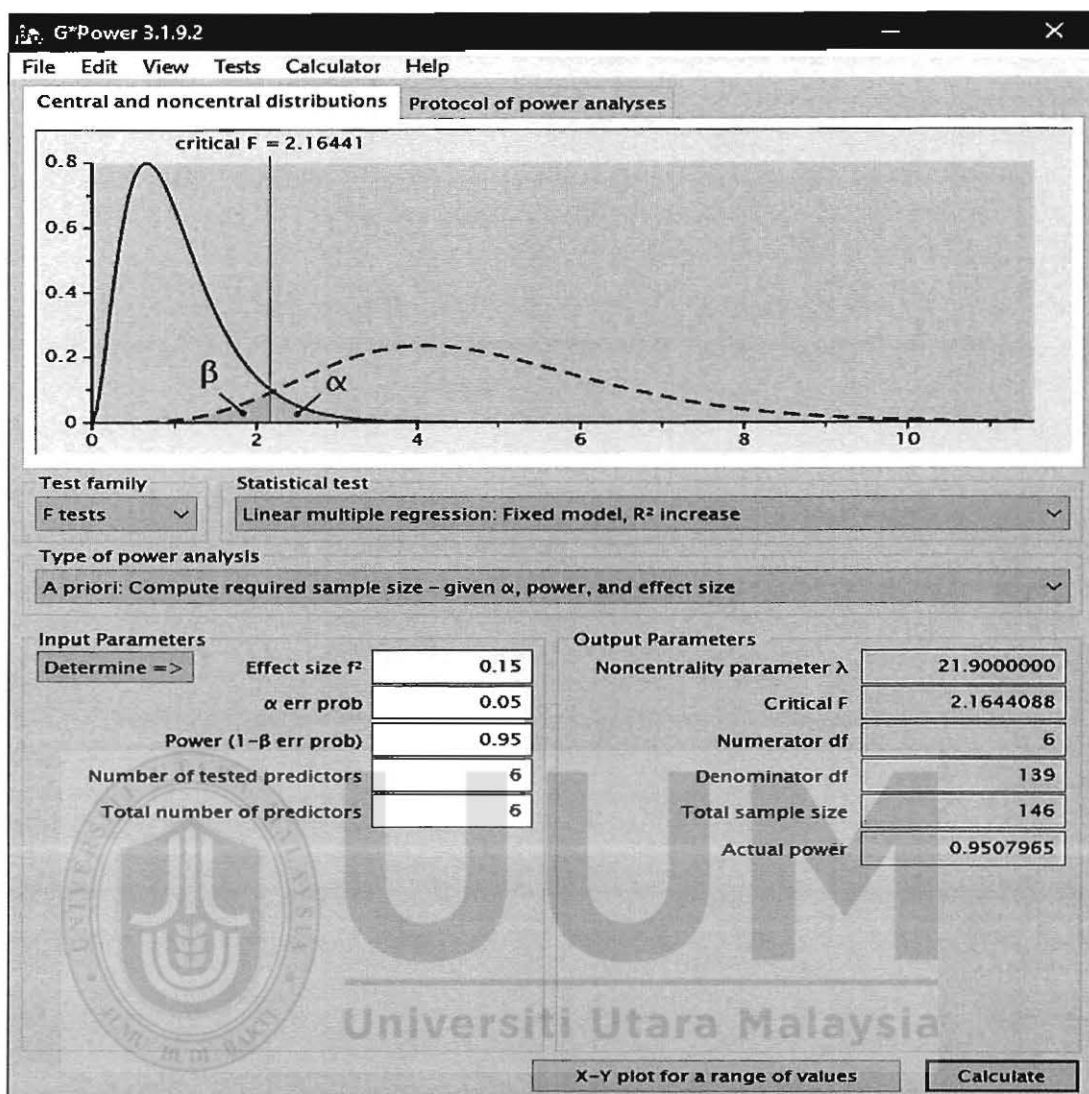 G*Power 3.1.9.2
File Edit View Tests Calculator Help
Central and noncentral distributions Protocol of power analyses
critical F = 2.16441
0.8
0.6
0.4
0.2
0
β α
0 2 4 6 8 10
Test family Statistical test
F tests Linear multiple regression: Fixed model, R² increase
Type of power analysis
A priori: Compute required sample size – given α, power, and effect size
Input Parameters Output Parameters
Determine => Effect size f² 0.15 Noncentrality parameter λ 21.9000000
α err prob 0.05 Critical F 2.1644088
Power (1-β err prob) 0.95 Numerator df 6
Number of tested predictors 6 Denominator df 139
Total number of predictors 6 Total sample size 146
Actual power 0.9507965
UUM
Universiti Utara Malaysia
X-Y plot for a range of values Calculate